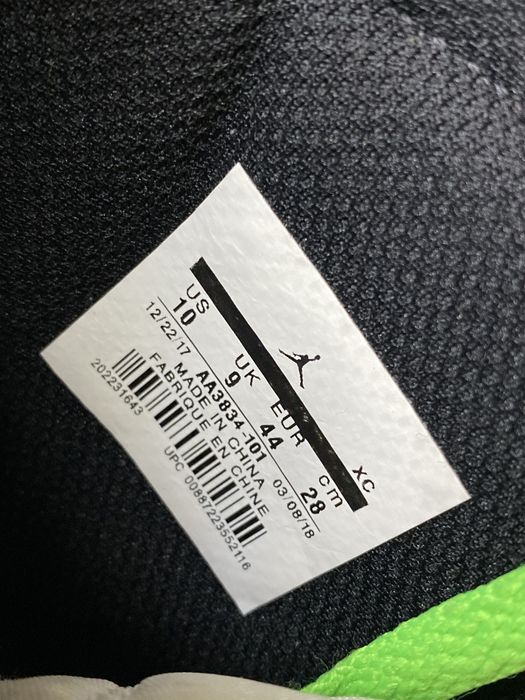 XC
US UK EUR cm
10 9 44 28
12/22/17 AA3834-101 03/08/18
MADE IN CHINA
FABRIQUE EN CHINE
202231643
UPC 00887223552116